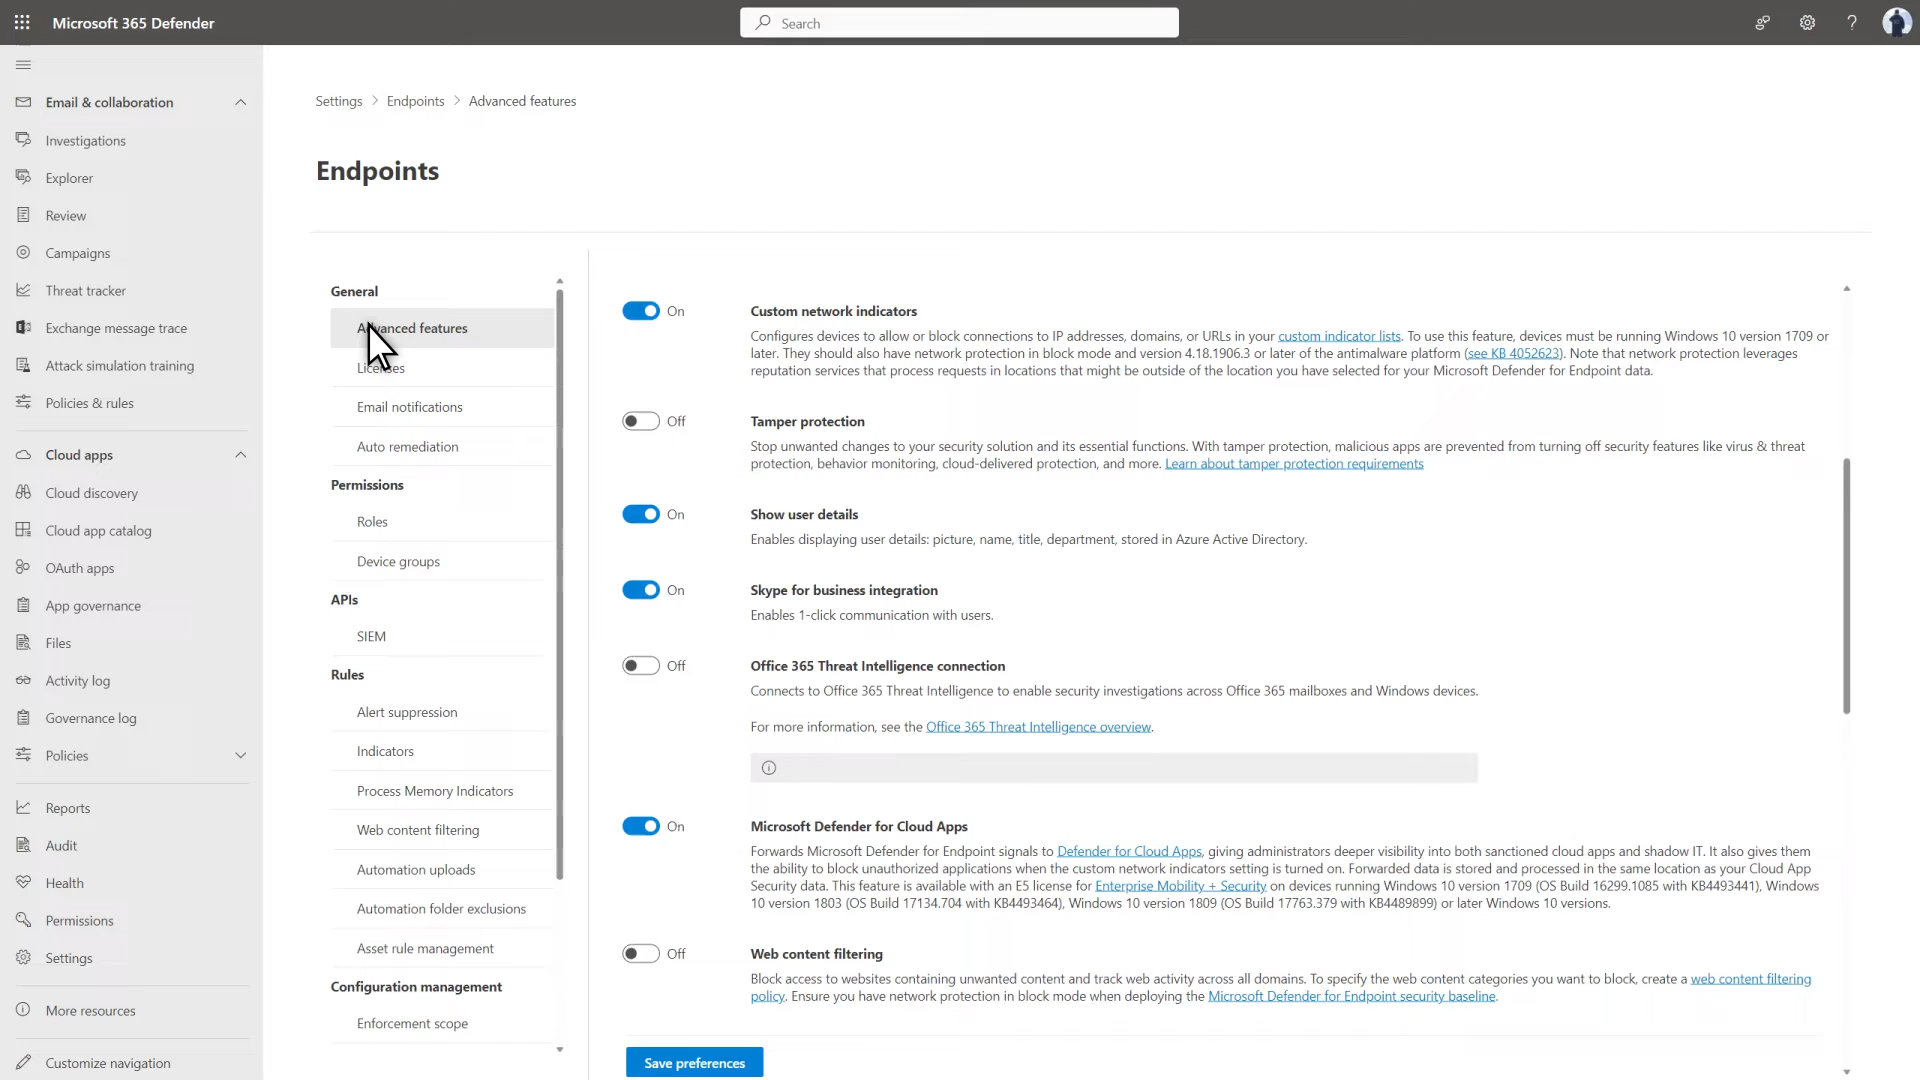 Microsoft 365 Defender
Search
Email & collaboration
Investigations
Explorer
Review
Campaigns
Threat tracker
Exchange message trace
Attack simulation training
Policies & rules
Cloud apps
Cloud discovery
Cloud app catalog
OAuth apps
App governance
Files
Activity log
Governance log
Policies
Reports
Audit
Health
Permissions
Settings
More resources
Customize navigation
Settings > Endpoints > Advanced features
Endpoints
General
Advanced features
Licenses
Email notifications
Auto remediation
Permissions
Roles
Device groups
APIs
SIEM
Rules
Alert suppression
Indicators
Process Memory Indicators
Web content filtering
Automation uploads
Automation folder exclusions
Asset rule management
Configuration management
Enforcement scope
On
Custom network indicators
Configures devices to allow or block connections to IP addresses, domains, or URLs in your custom indicator lists. To use this feature, devices must be running Windows 10 version 1709 or
later. They should also have network protection in block mode and version 4.18.1906.3 or later of the antimalware platform (see KB 4052623). Note that network protection leverages
reputation services that process requests in locations that might be outside of the location you have selected for your Microsoft Defender for Endpoint data.
Off
Tamper protection
Stop unwanted changes to your security solution and its essential functions. With tamper protection, malicious apps are prevented from turning off security features like virus & threat
protection, behavior monitoring, cloud-delivered protection, and more. Learn about tamper protection requirements
On
Show user details
Enables displaying user details: picture, name, title, department, stored in Azure Active Directory.
On
Skype for business integration
Enables 1-click communication with users.
Off
Office 365 Threat Intelligence connection
Connects to Office 365 Threat Intelligence to enable security investigations across Office 365 mailboxes and Windows devices.
For more information, see the Office 365 Threat Intelligence overview.
On
Microsoft Defender for Cloud Apps
Forwards Microsoft Defender for Endpoint signals to Defender for Cloud Apps, giving administrators deeper visibility into both sanctioned cloud apps and shadow IT. It also gives them
the ability to block unauthorized applications when the custom network indicators setting is turned on. Forwarded data is stored and processed in the same location as your Cloud App
Security data. This feature is available with an E5 license for Enterprise Mobility + Security on devices running Windows 10 version 1709 (OS Build 16299.1085 with KB4493441), Windows
10 version 1803 (OS Build 17134.704 with KB4493464), Windows 10 version 1809 (OS Build 17763.379 with KB4489899) or later Windows 10 versions.
Off
Web content filtering
Block access to websites containing unwanted content and track web activity across all domains. To specify the web content categories you want to block, create a web content filtering
policy. Ensure you have network protection in block mode when deploying the Microsoft Defender for Endpoint security baseline.
Save preferences